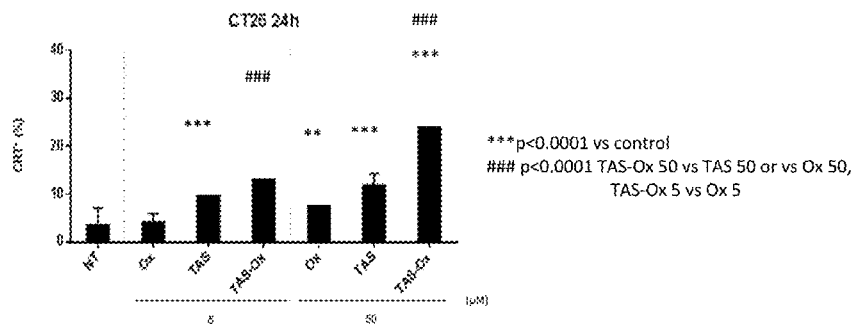 CT26 24h
###
***
###
***
**
***
40
30
20
10
0
CRT+ (%)
NT
Ox
TAS
TAS-Ox
Ox
TAS
TAS-Ox
(µM)
5
50
***p<0.0001 vs control
### p<0.0001 TAS-Ox 50 vs TAS 50 or vs Ox 50,
TAS-Ox 5 vs Ox 5